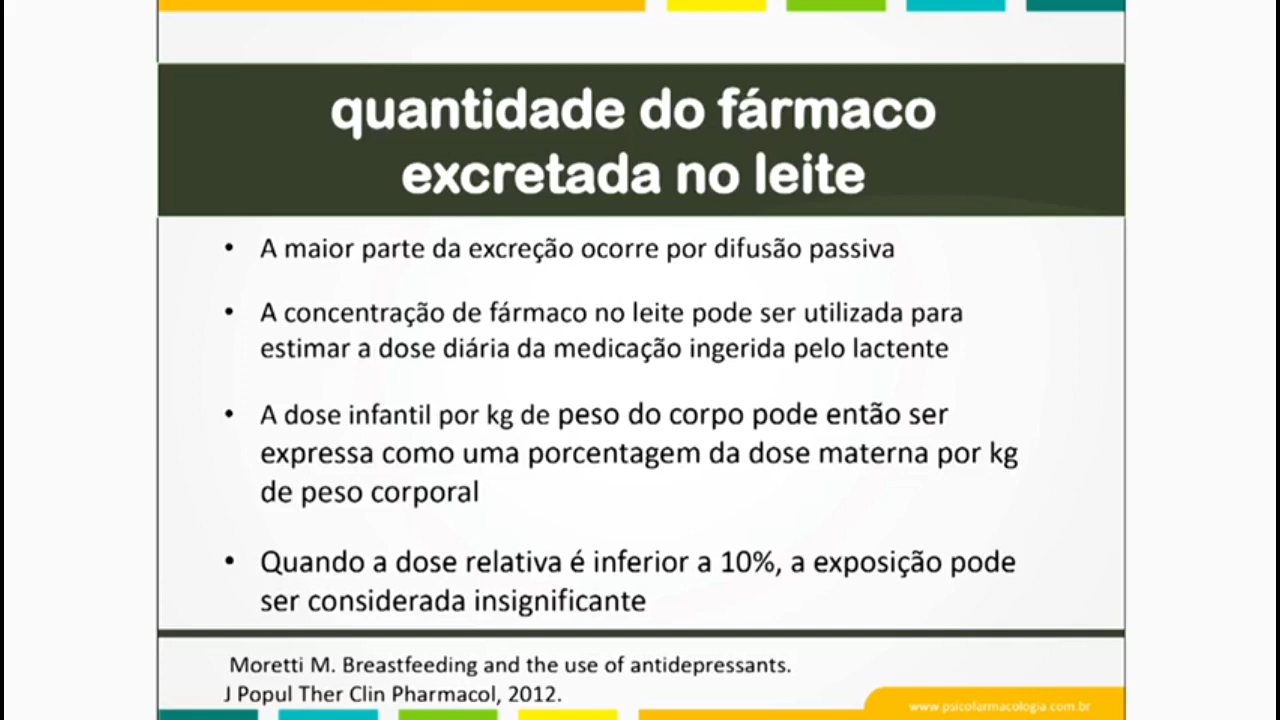 quantidade do fármaco
excretada no leite
• A maior parte da excreção ocorre por difusão passiva
• A concentração de fármaco no leite pode ser utilizada para
estimar a dose diária da medicação ingerida pelo lactente
• A dose infantil por kg de peso do corpo pode então ser
expressa como uma porcentagem da dose materna por kg
de peso corporal
• Quando a dose relativa é inferior a 10%, a exposição pode
ser considerada insignificante
Moretti M. Breastfeeding and the use of antidepressants.
J Popul Ther Clin Pharmacol, 2012.
www.psicofarmacologia.com.br